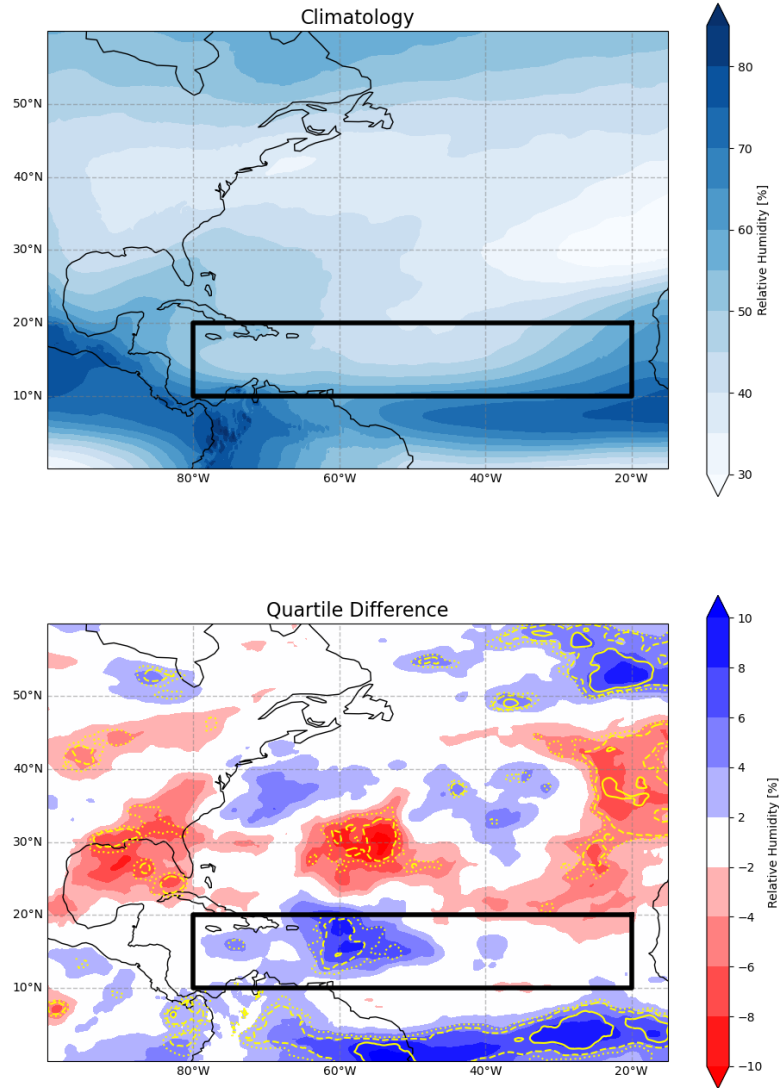 Climatology
50°N
40°N
30°N
20°N
10°N
80°W 60°W 40°W 20°W
80
70
60
50
40
30
Relative Humidity [%]
Quartile Difference
50°N
40°N
30°N
20°N
10°N
80°W 60°W 40°W 20°W
10
8
6
4
2
−2
−4
−6
−8
−10
Relative Humidity [%]